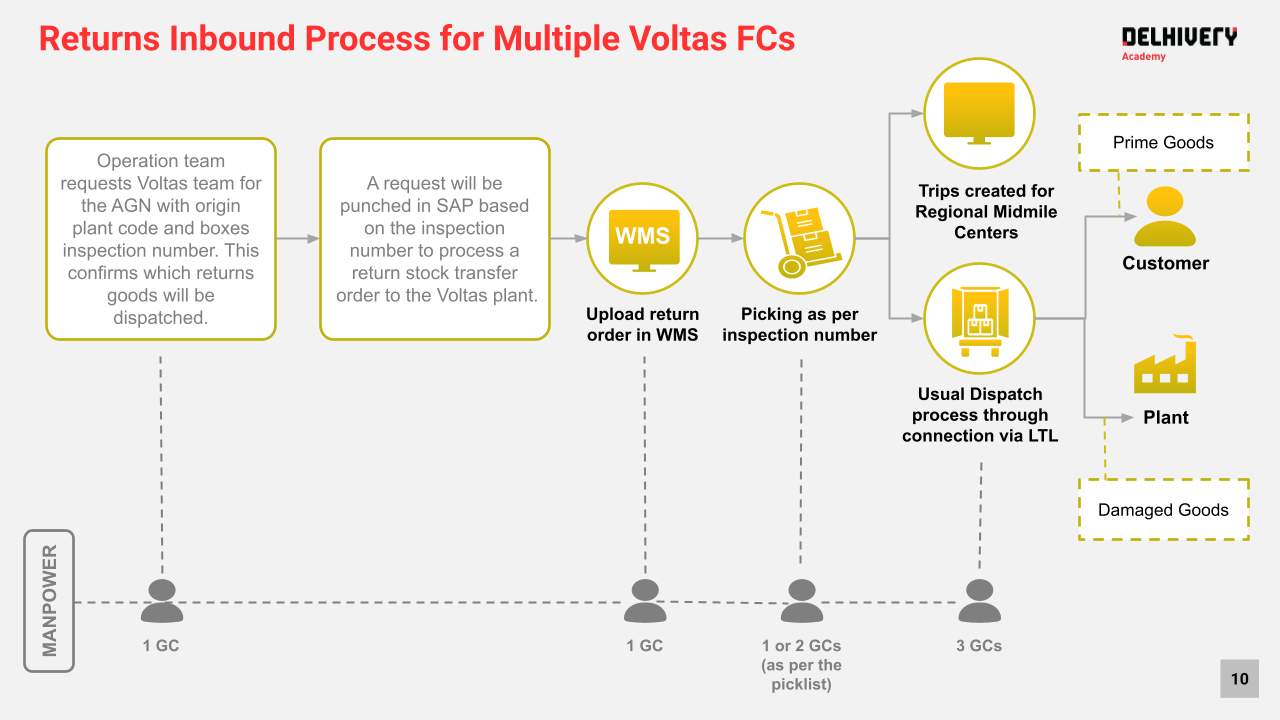 Returns Inbound Process for Multiple Voltas FCs
DELHIVERY
Academy
Operation team
requests Voltas team for
the AGN with origin
plant code and boxes
inspection number. This
confirms which returns
goods will be
dispatched.
A request will be
punched in SAP based
on the inspection
number to process a
return stock transfer
order to the Voltas plant.
WMS
Upload return
order in WMS
Picking as per
inspection number
Trips created for
Regional Midmile
Centers
Usual Dispatch
process through
connection via LTL
Prime Goods
Customer
Plant
Damaged Goods
MANPOWER
1 GC
1 GC
1 or 2 GCs
(as per the
picklist)
3 GCs
10